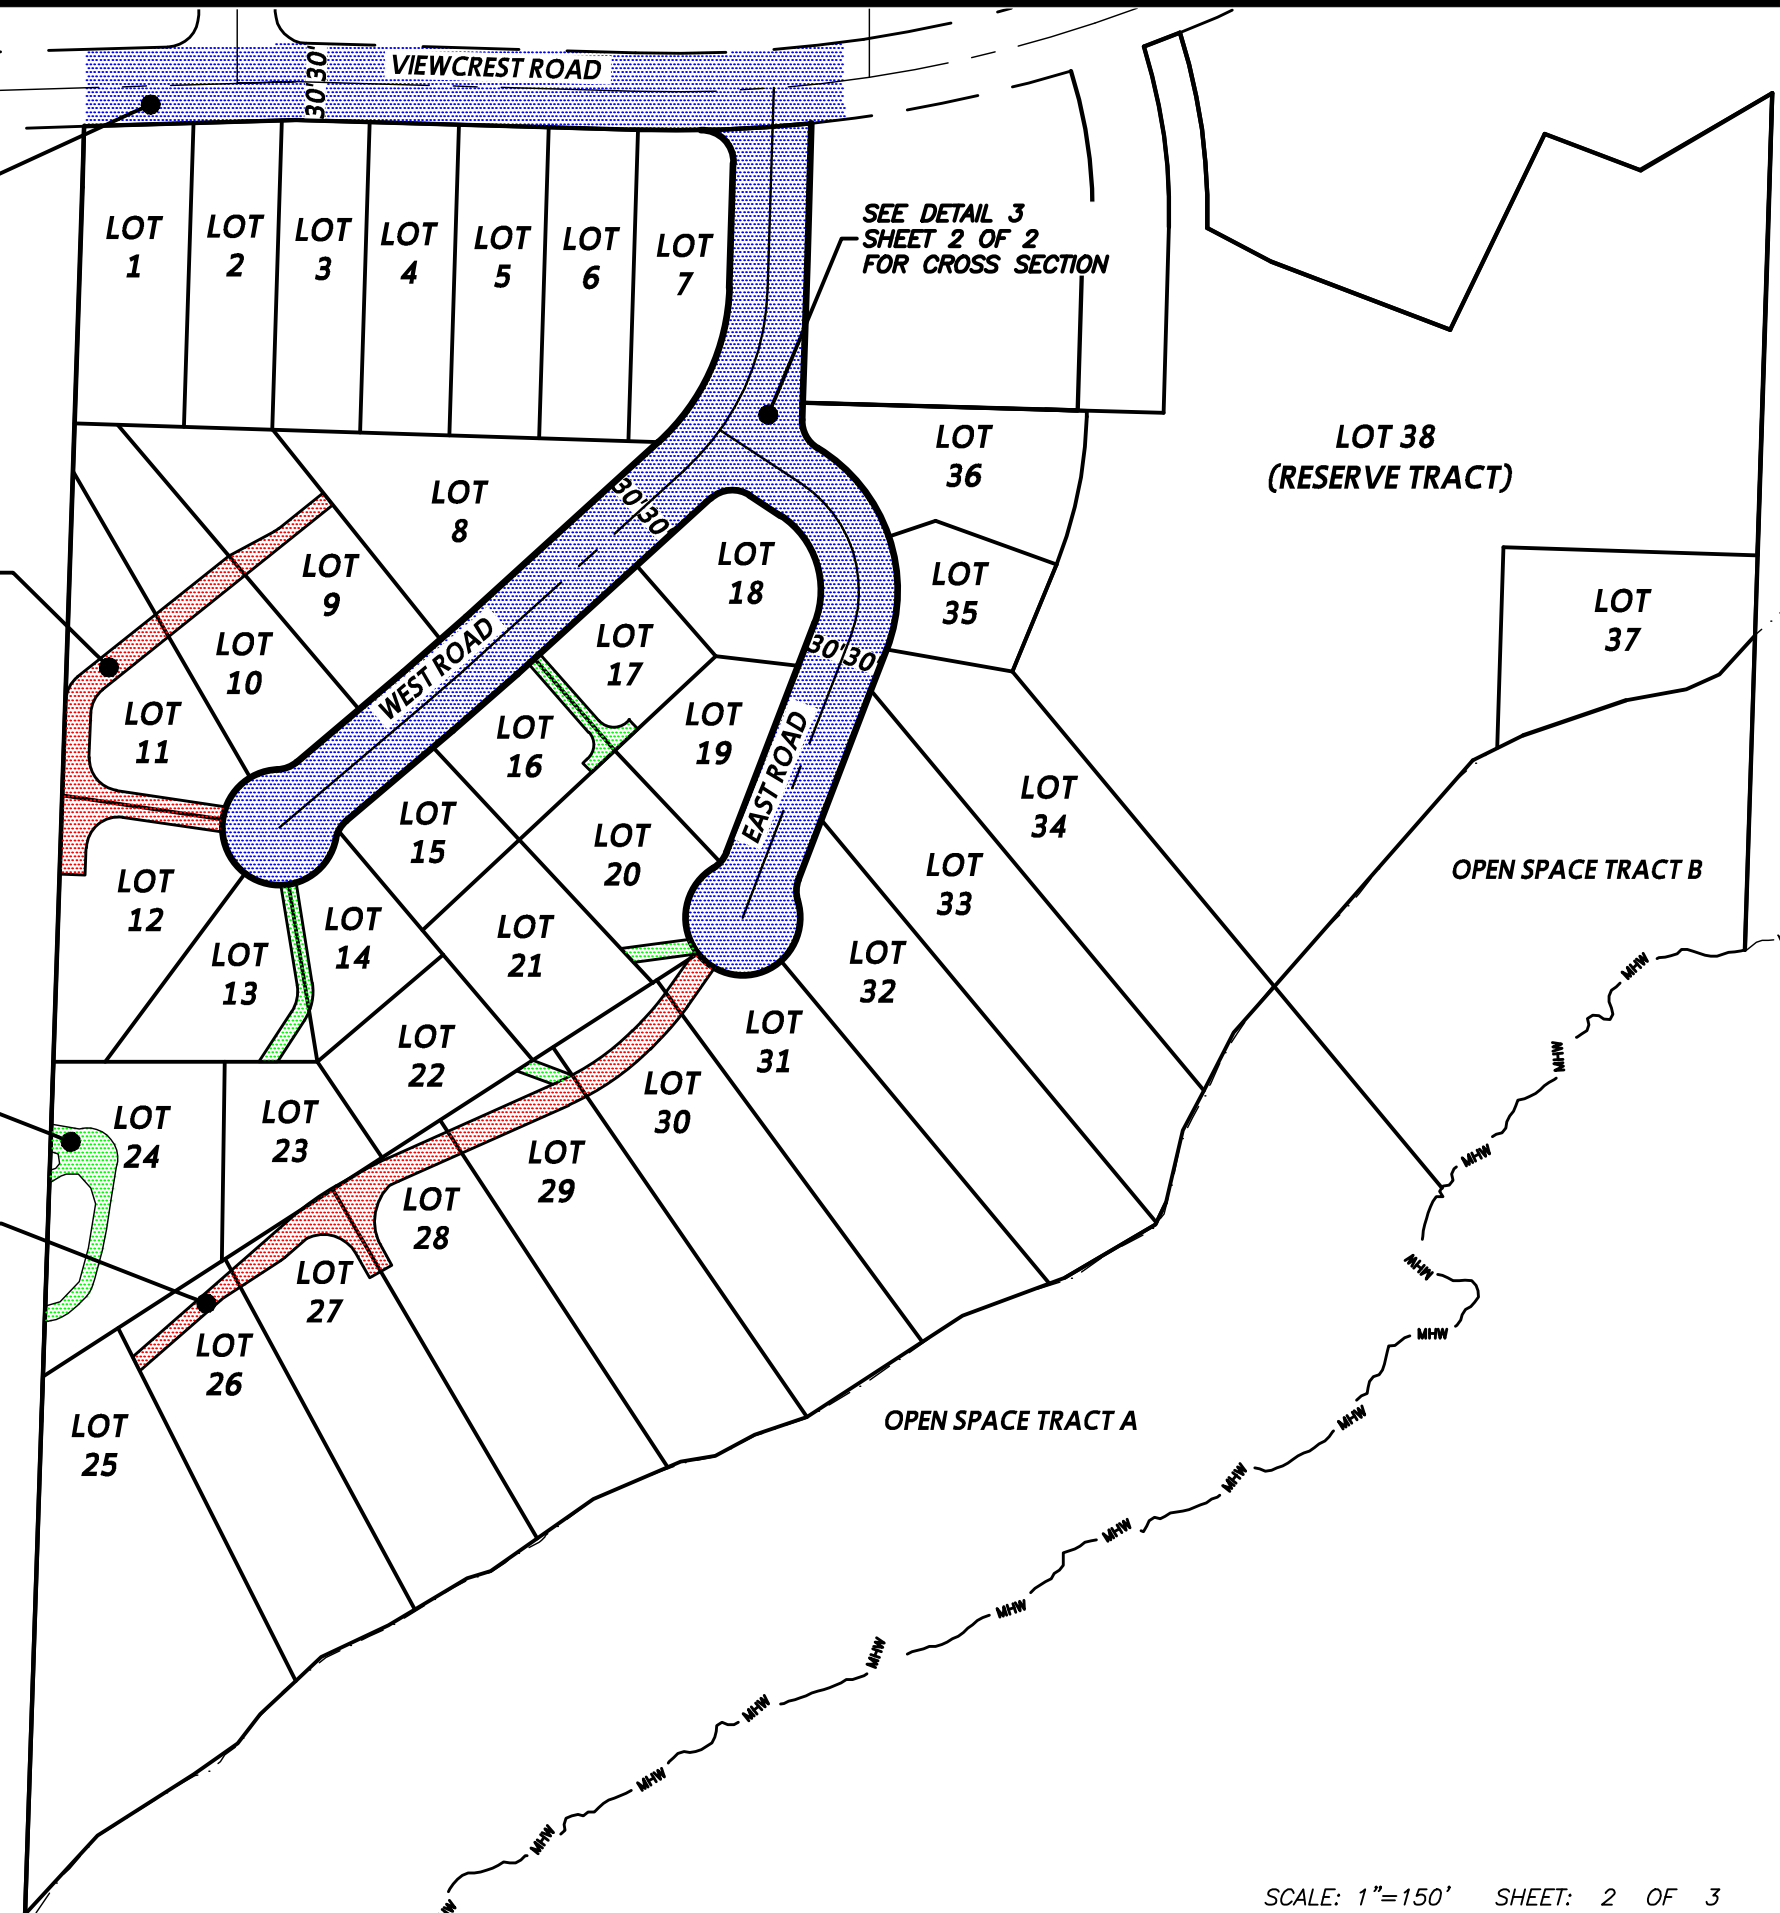 VIEWCREST ROAD
30'30'
LOT
1
LOT
2
LOT
3
LOT
4
LOT
5
LOT
6
LOT
7
SEE DETAIL 3
SHEET 2 OF 2
FOR CROSS SECTION
LOT
36
LOT 38
(RESERVE TRACT)
LOT
8
30'30'
LOT
9
LOT
18
LOT
35
LOT
37
LOT
10
WEST ROAD
LOT
17
30'30'
LOT
11
LOT
16
LOT
19
EAST ROAD
LOT
34
LOT
15
LOT
20
LOT
33
OPEN SPACE TRACT B
LOT
12
LOT
14
LOT
13
LOT
21
LOT
32
MHW
LOT
22
LOT
31
MHW
LOT
24
LOT
23
LOT
30
LOT
29
MHW
LOT
28
MHW
LOT
27
MHW
LOT
26
LOT
25
OPEN SPACE TRACT A
MHW
MHW
MHW
MHW
MHW
MHW
MHW
MHW
SCALE: 1"=150' SHEET: 2 OF 3